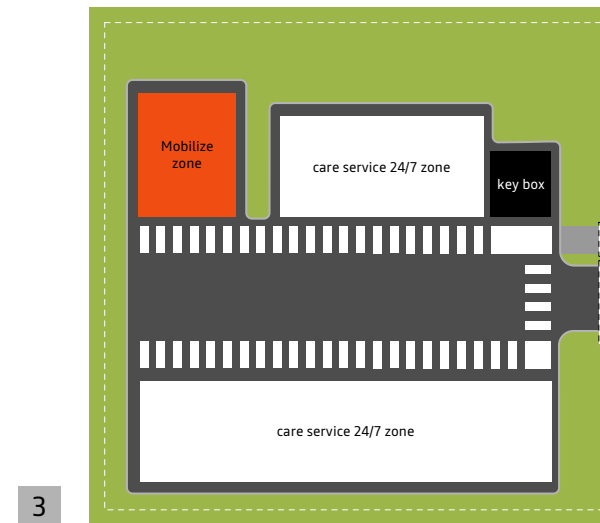 Mobilize
zone
care service 24/7 zone
key box
care service 24/7 zone
3